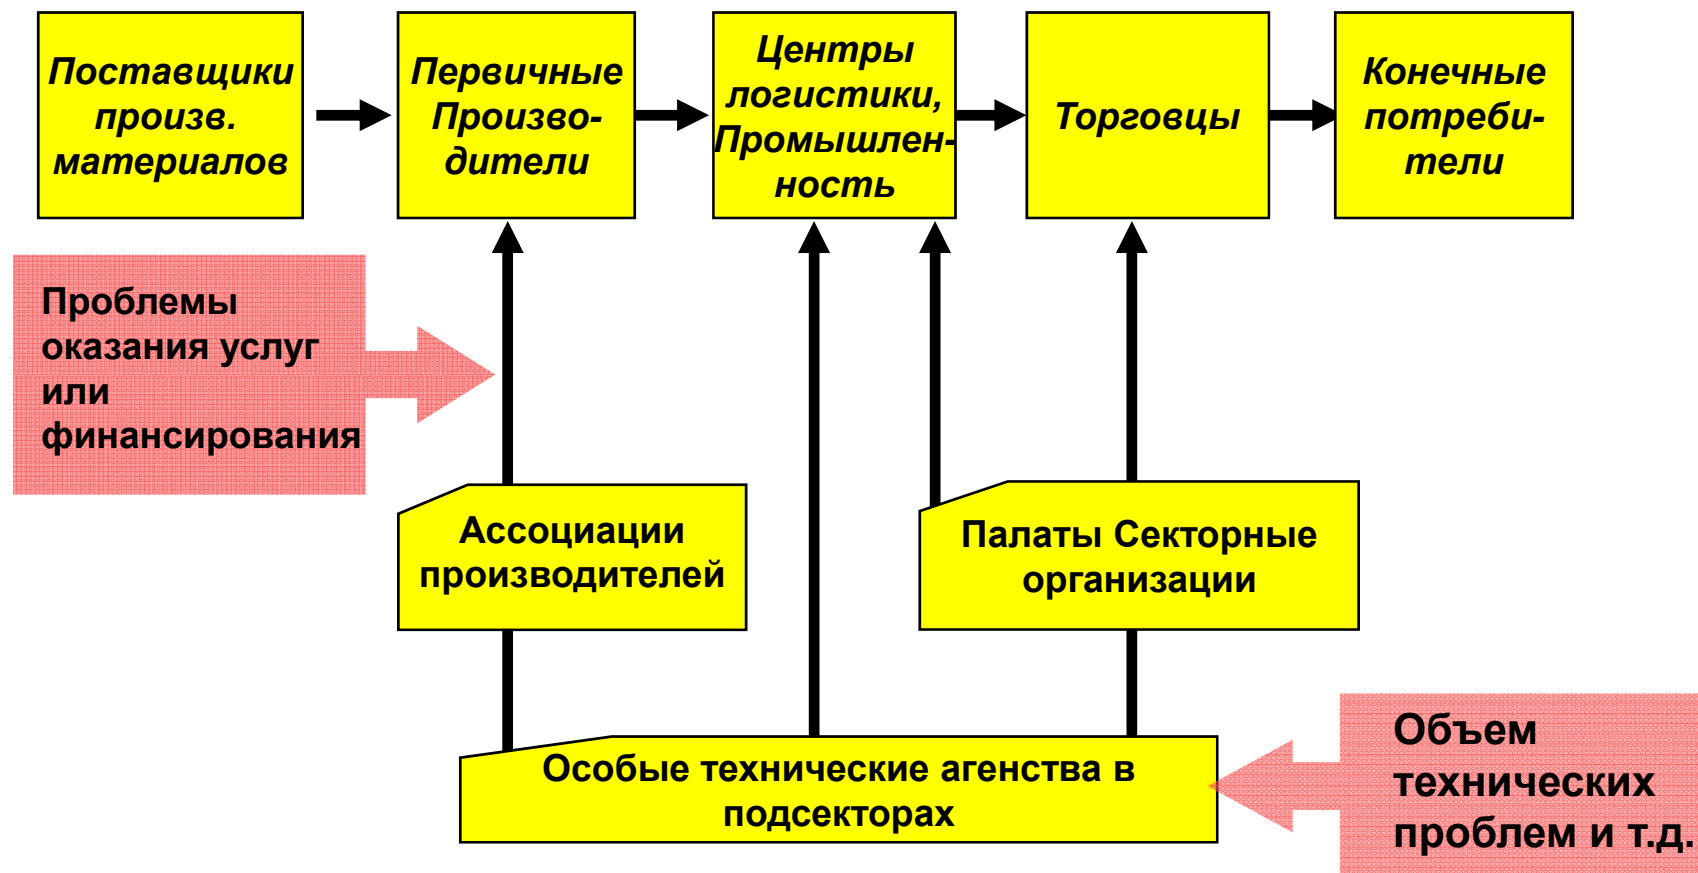 Поставщики
произв.
материалов
Первичные
Произво-
дители
Центры
логистики,
Промышлен-
ность
Торговцы
Конечные
потреби-
тели
Проблемы
оказания услуг
или
финансирования
Ассоциации
производителей
Палаты Секторные
организации
Особые технические агенства в
подсекторах
Объем
технических
проблем и т.д.